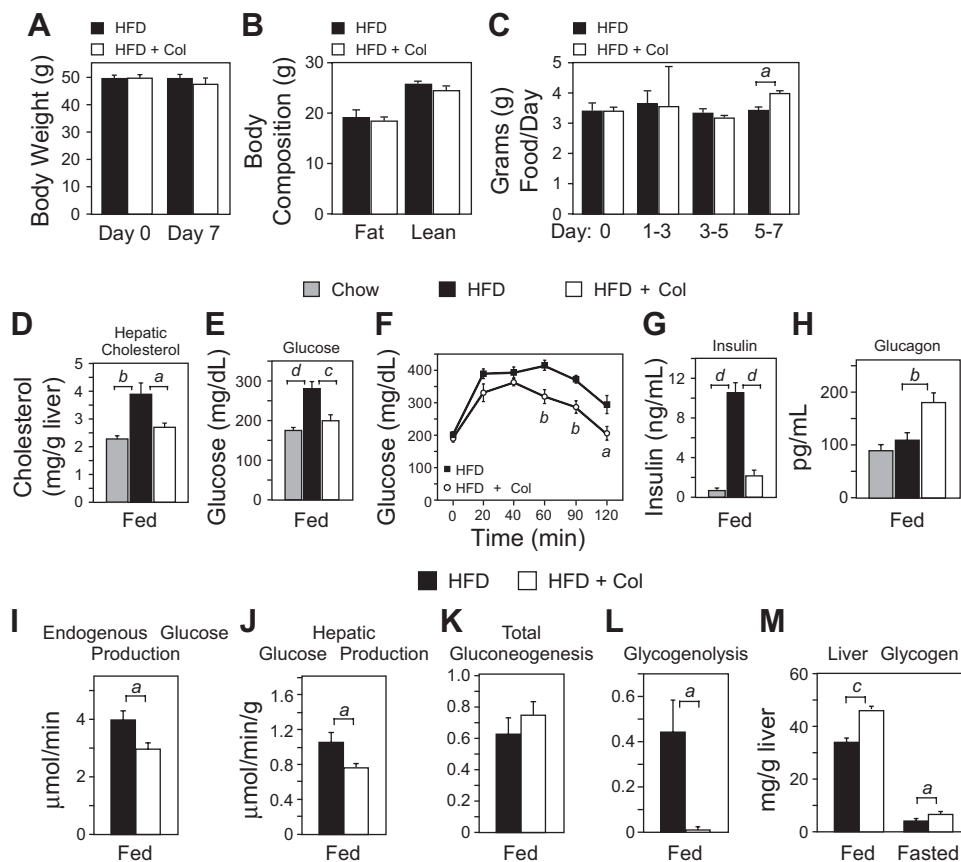 A
HFD
HFD + Col
Body Weight (g)
50
40
30
20
10
0
Day 0 Day 7
B
HFD
HFD + Col
Body
Composition (g)
30
20
10
0
Fat Lean
C
HFD
HFD + Col
Grams (g)
Food/Day
5
4
3
2
1
0
a
Day: 0 1-3 3-5 5-7
Chow HFD HFD + Col
D
Hepatic
Cholesterol
Cholesterol
(mg/g liver)
5
4
3
2
1
0
b a
Fed
E
Glucose
Glucose (mg/dL)
300
200
100
0
d c
Fed
F
Glucose (mg/dL)
400
300
200
400
0
HFD
HFD + Col
b
b
a
0 20 40 60 90 120
Time (min)
G
Insulin
Insulin (ng/mL)
12
9
6
3
0
d d
Fed
H
Glucagon
pg/mL
200
100
0
b
Fed
HFD HFD + Col
I
Endogenous Glucose
Production
µmol/min
4
2
0
a
Fed
J
Hepatic
Glucose Production
µmol/min/g
1.6
1.2
0.8
0.4
0
a
Fed
K
Total
Gluconeogenesis
1.0
0.8
0.6
0.4
0.2
0
Fed
L
Glycogenolysis
0.6
0.4
0.2
0
a
Fed
M
Liver Glycogen
mg/g liver
60
40
20
0
c
a
Fed Fasted